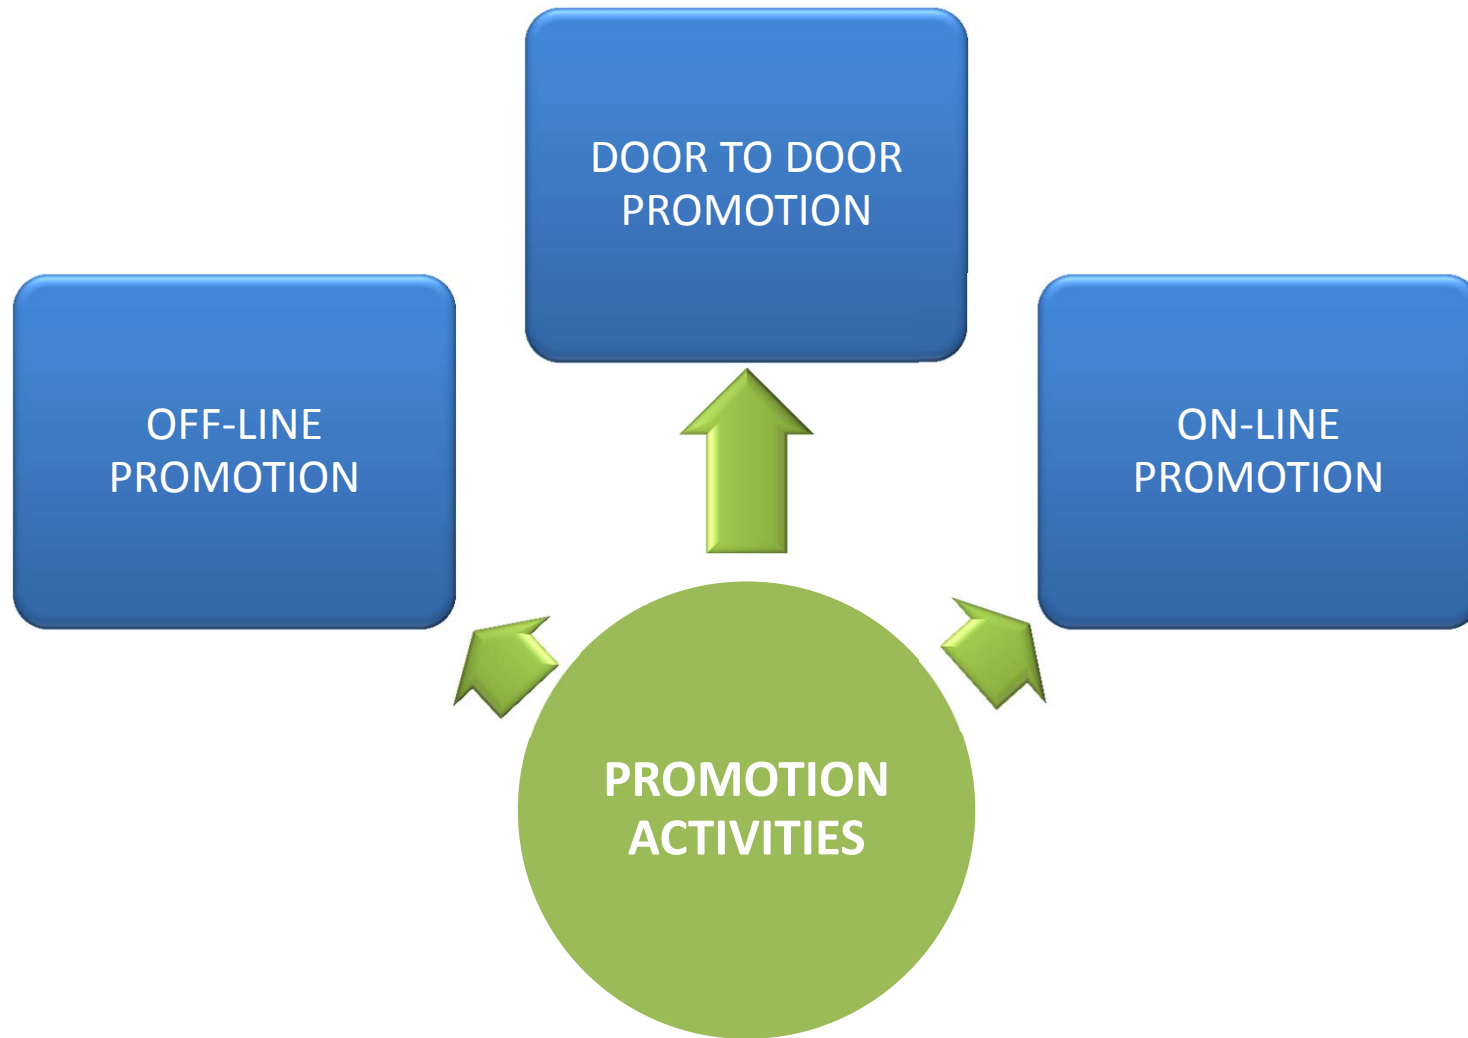 DOOR TO DOOR
PROMOTION
OFF-LINE
PROMOTION
ON-LINE
PROMOTION
PROMOTION
ACTIVITIES